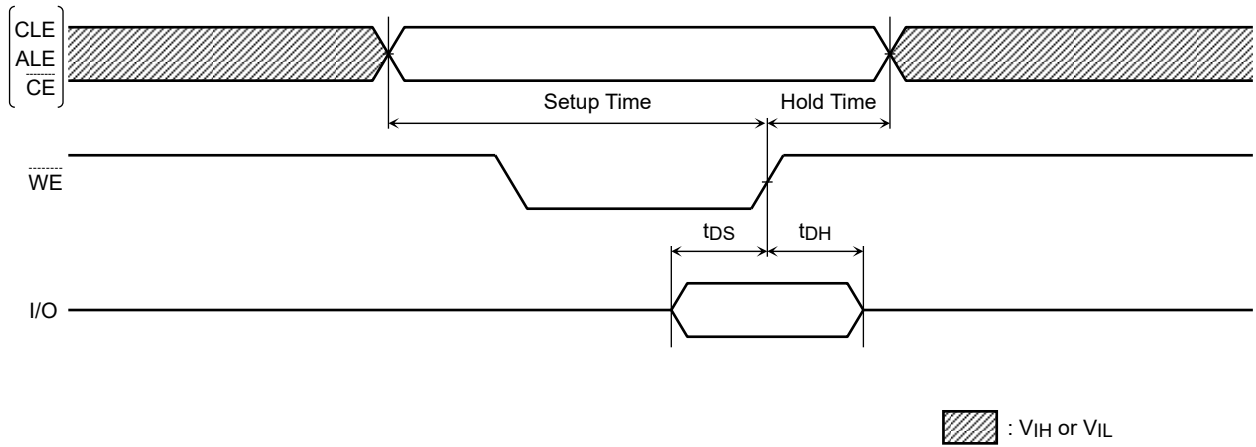 CLE
ALE
CE
Setup Time
Hold Time
WE
tDS
tDH
I/O
: VIH or VIL